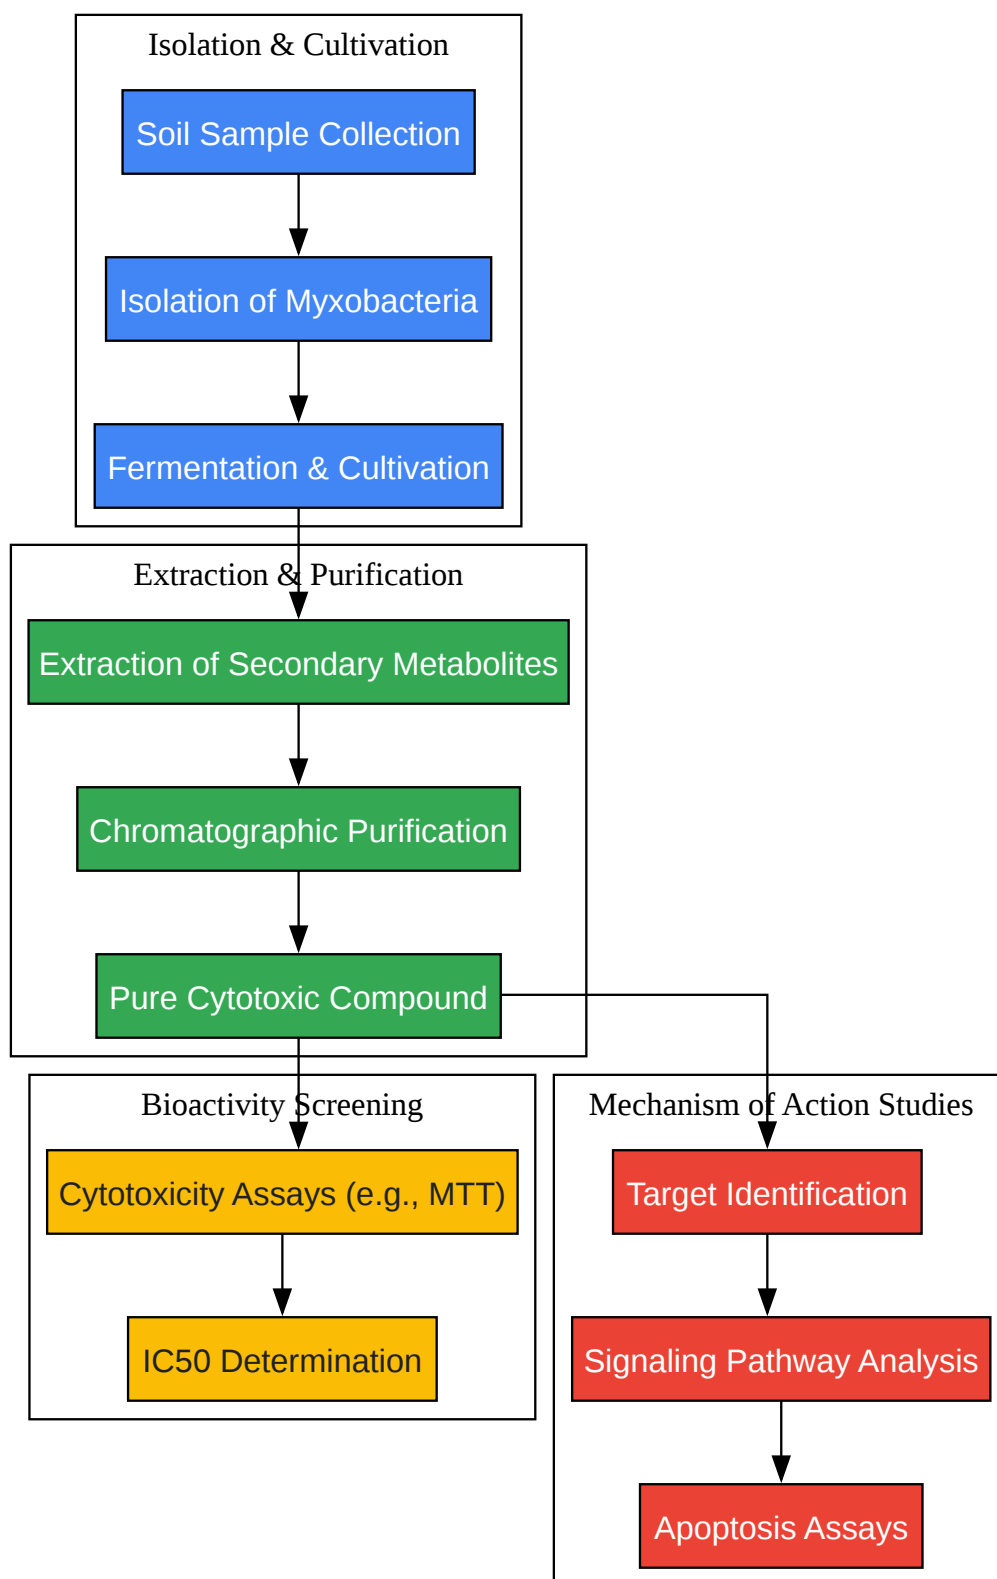 Isolation & Cultivation
Soil Sample Collection
Isolation of Myxobacteria
Fermentation & Cultivation
Extraction & Purification
Extraction of Secondary Metabolites
Chromatographic Purification
Pure Cytotoxic Compound
Bioactivity Screening
Cytotoxicity Assays (e.g., MTT)
IC50 Determination
Mechanism of Action Studies
Target Identification
Signaling Pathway Analysis
Apoptosis Assays